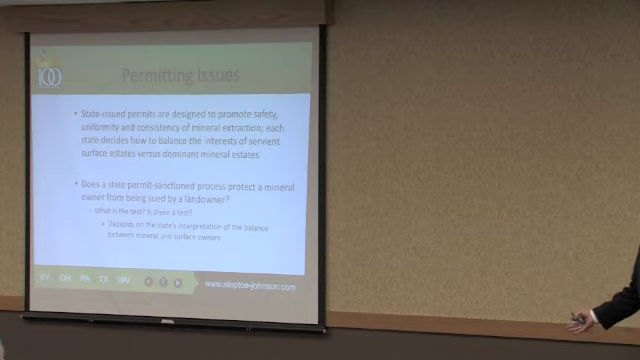 100
Permitting Issues
• State-issued permits are designed to promote safety,
uniformity and consistency of mineral extraction; each
state decides how to balance the interests of servient
surface estates versus dominant mineral estates
• Does a state permit-sanctioned process protect a mineral
owner from being sued by a landowner?
What is the test? Is there a test?
Depends on the state's interpretation of the balance
between mineral and surface owners
KY OH PA TX WV
www.steptoe-johnson.com